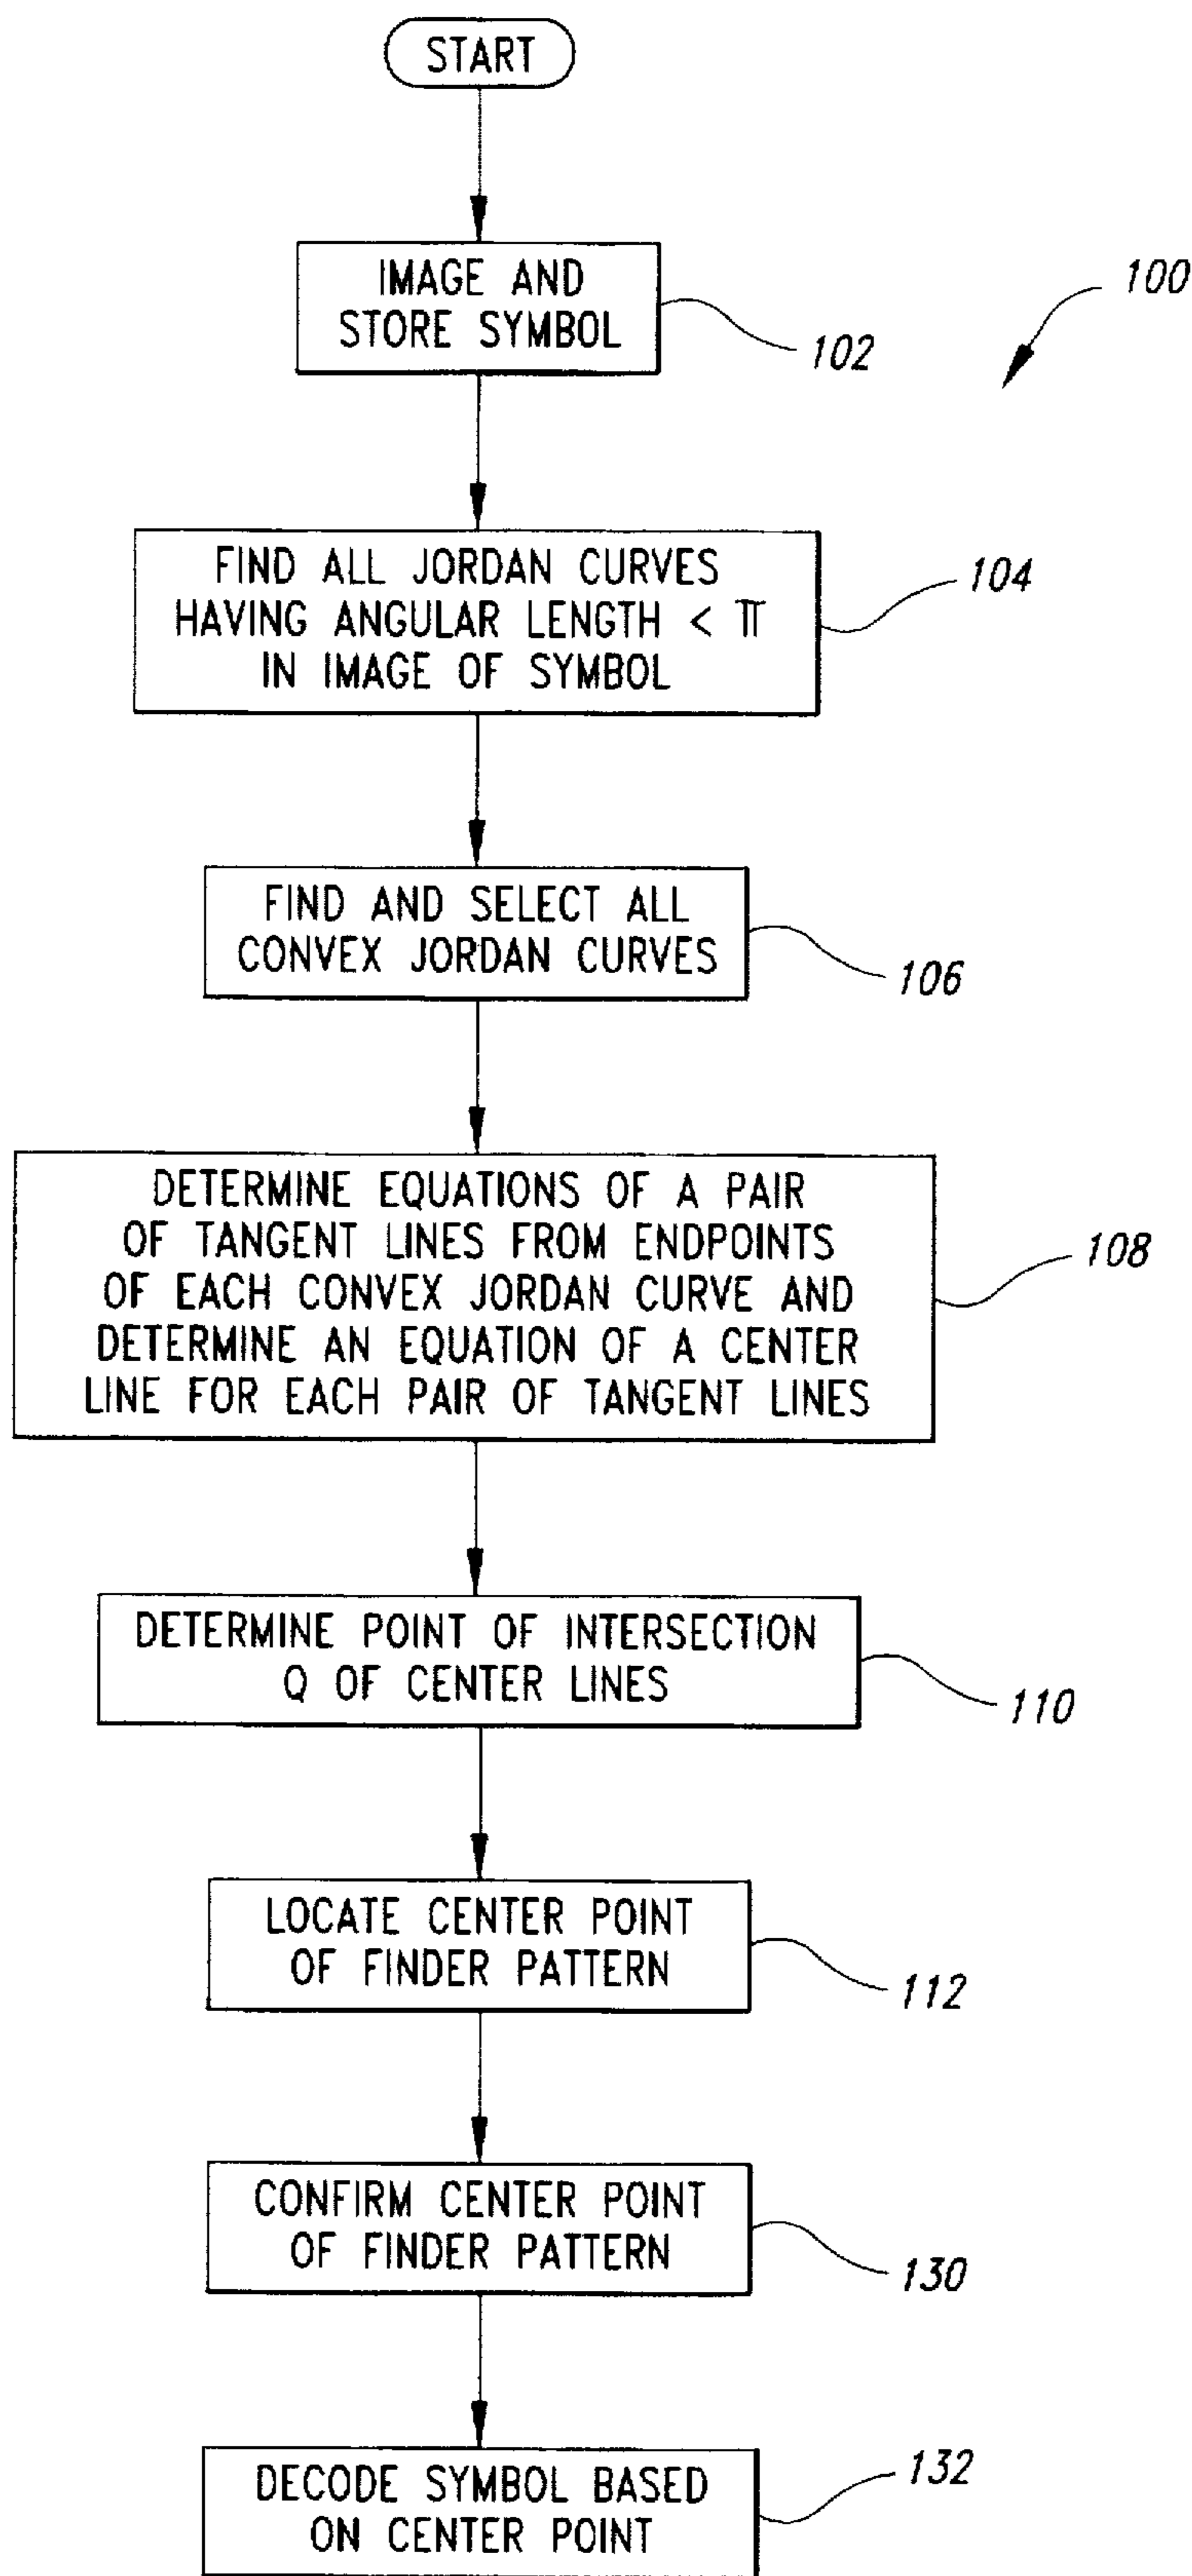 START
100
IMAGE AND
STORE SYMBOL
102
FIND ALL JORDAN CURVES
HAVING ANGULAR LENGTH < π
IN IMAGE OF SYMBOL
104
FIND AND SELECT ALL
CONVEX JORDAN CURVES
106
DETERMINE EQUATIONS OF A PAIR
OF TANGENT LINES FROM ENDPOINTS
OF EACH CONVEX JORDAN CURVE AND
DETERMINE AN EQUATION OF A CENTER
LINE FOR EACH PAIR OF TANGENT LINES
108
DETERMINE POINT OF INTERSECTION
Q OF CENTER LINES
110
LOCATE CENTER POINT
OF FINDER PATTERN
112
CONFIRM CENTER POINT
OF FINDER PATTERN
130
DECODE SYMBOL BASED
ON CENTER POINT
132